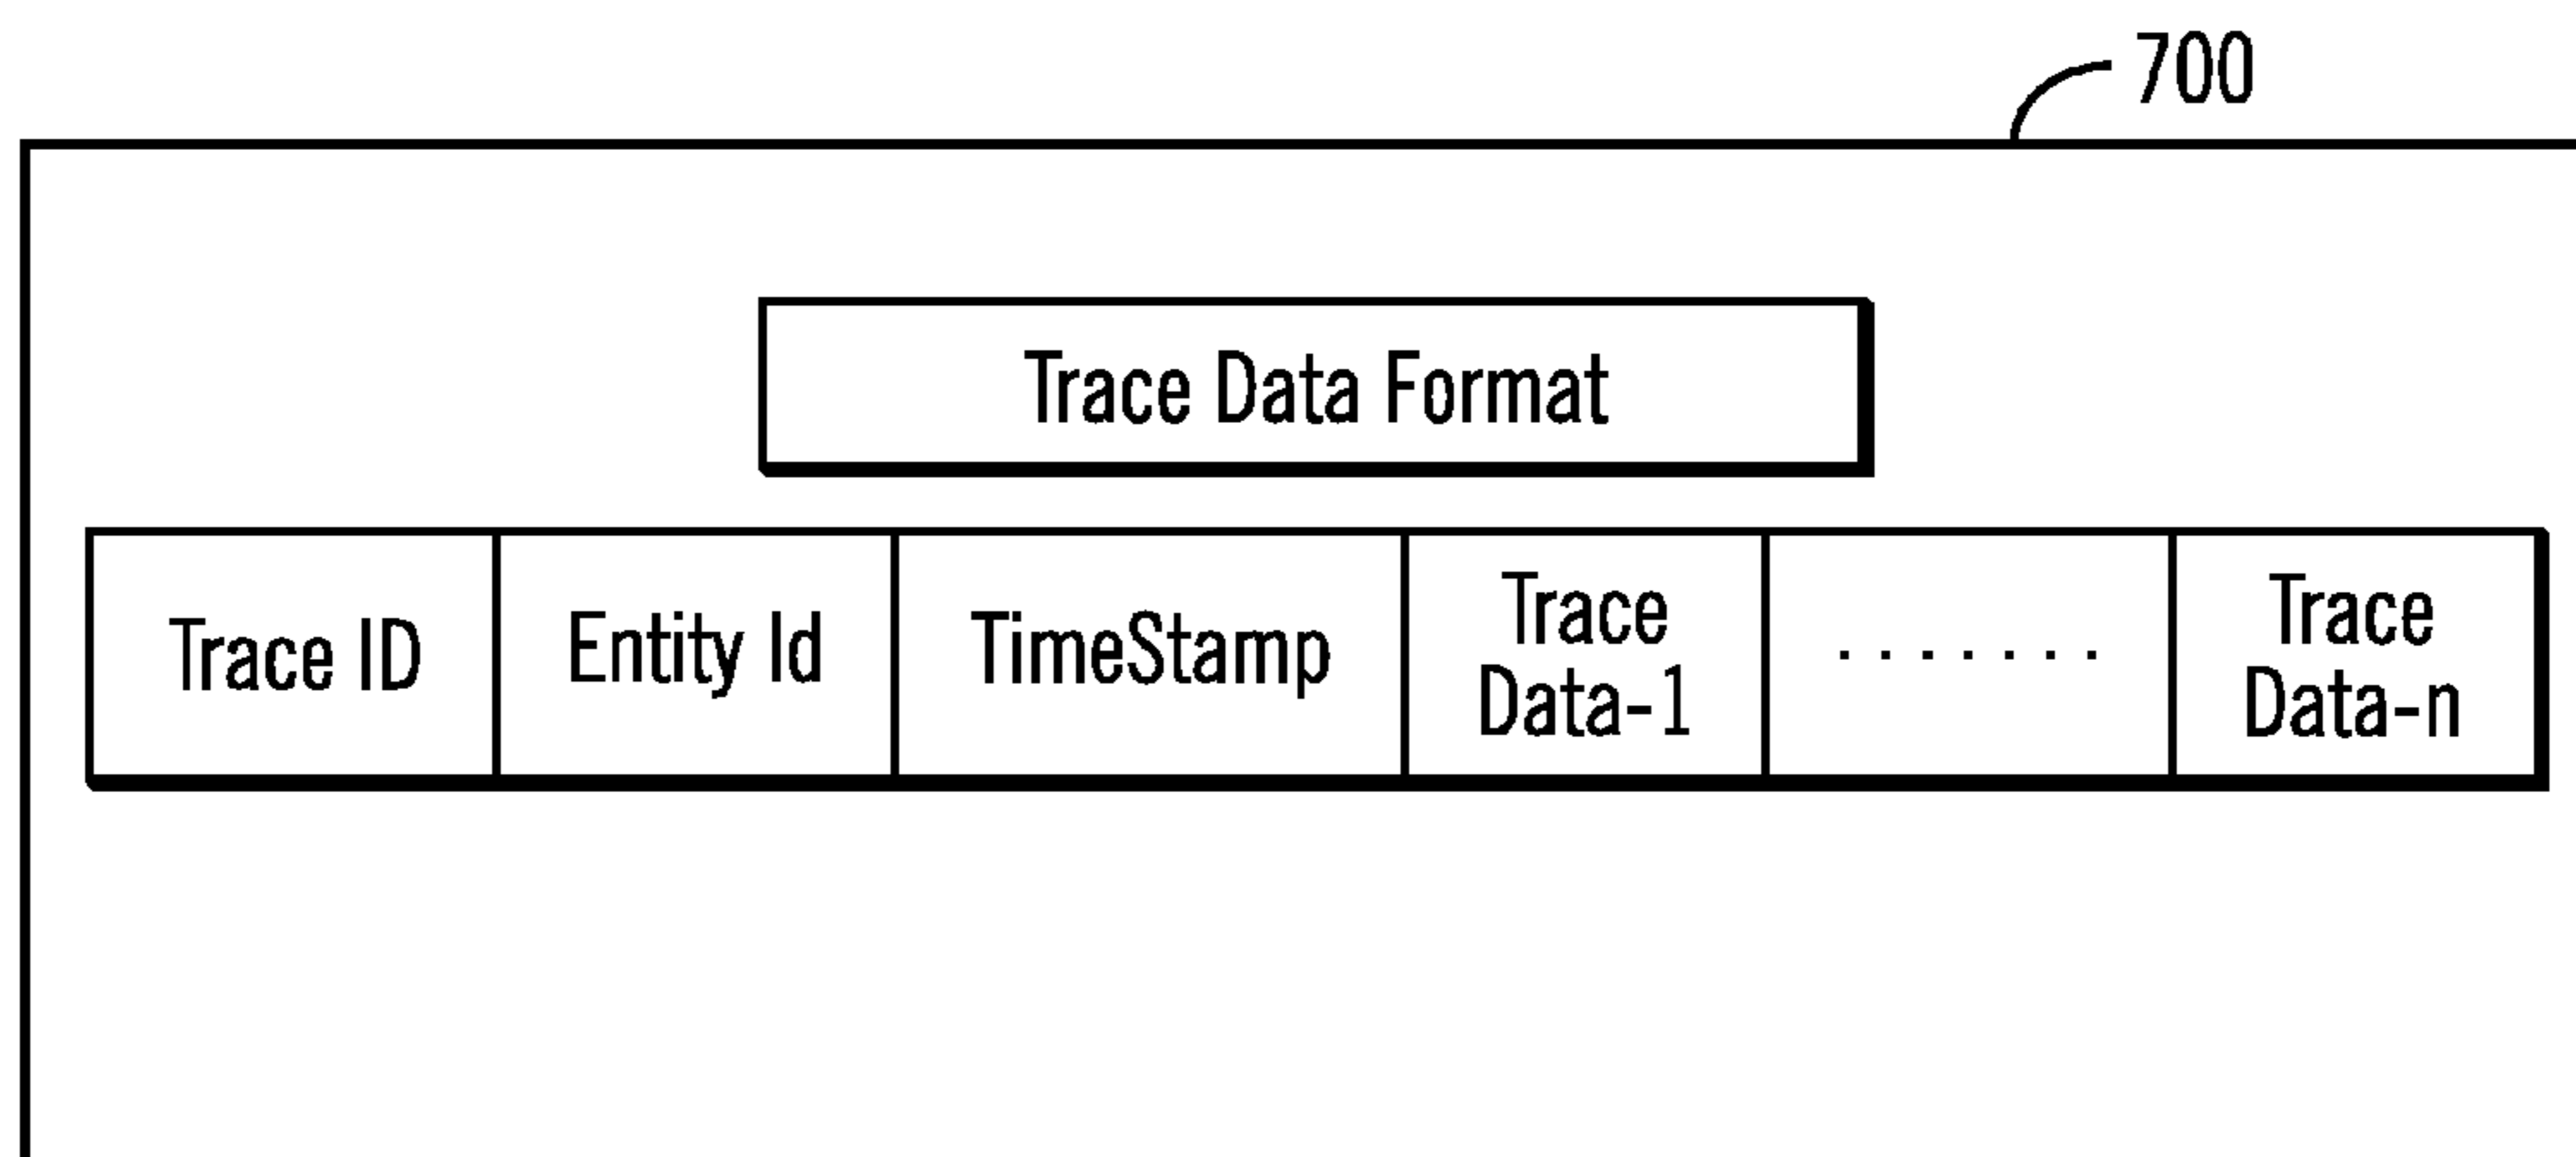 700
Trace Data Format
Trace ID
Entity Id
TimeStamp
Trace
Data-1
.......
Trace
Data-n